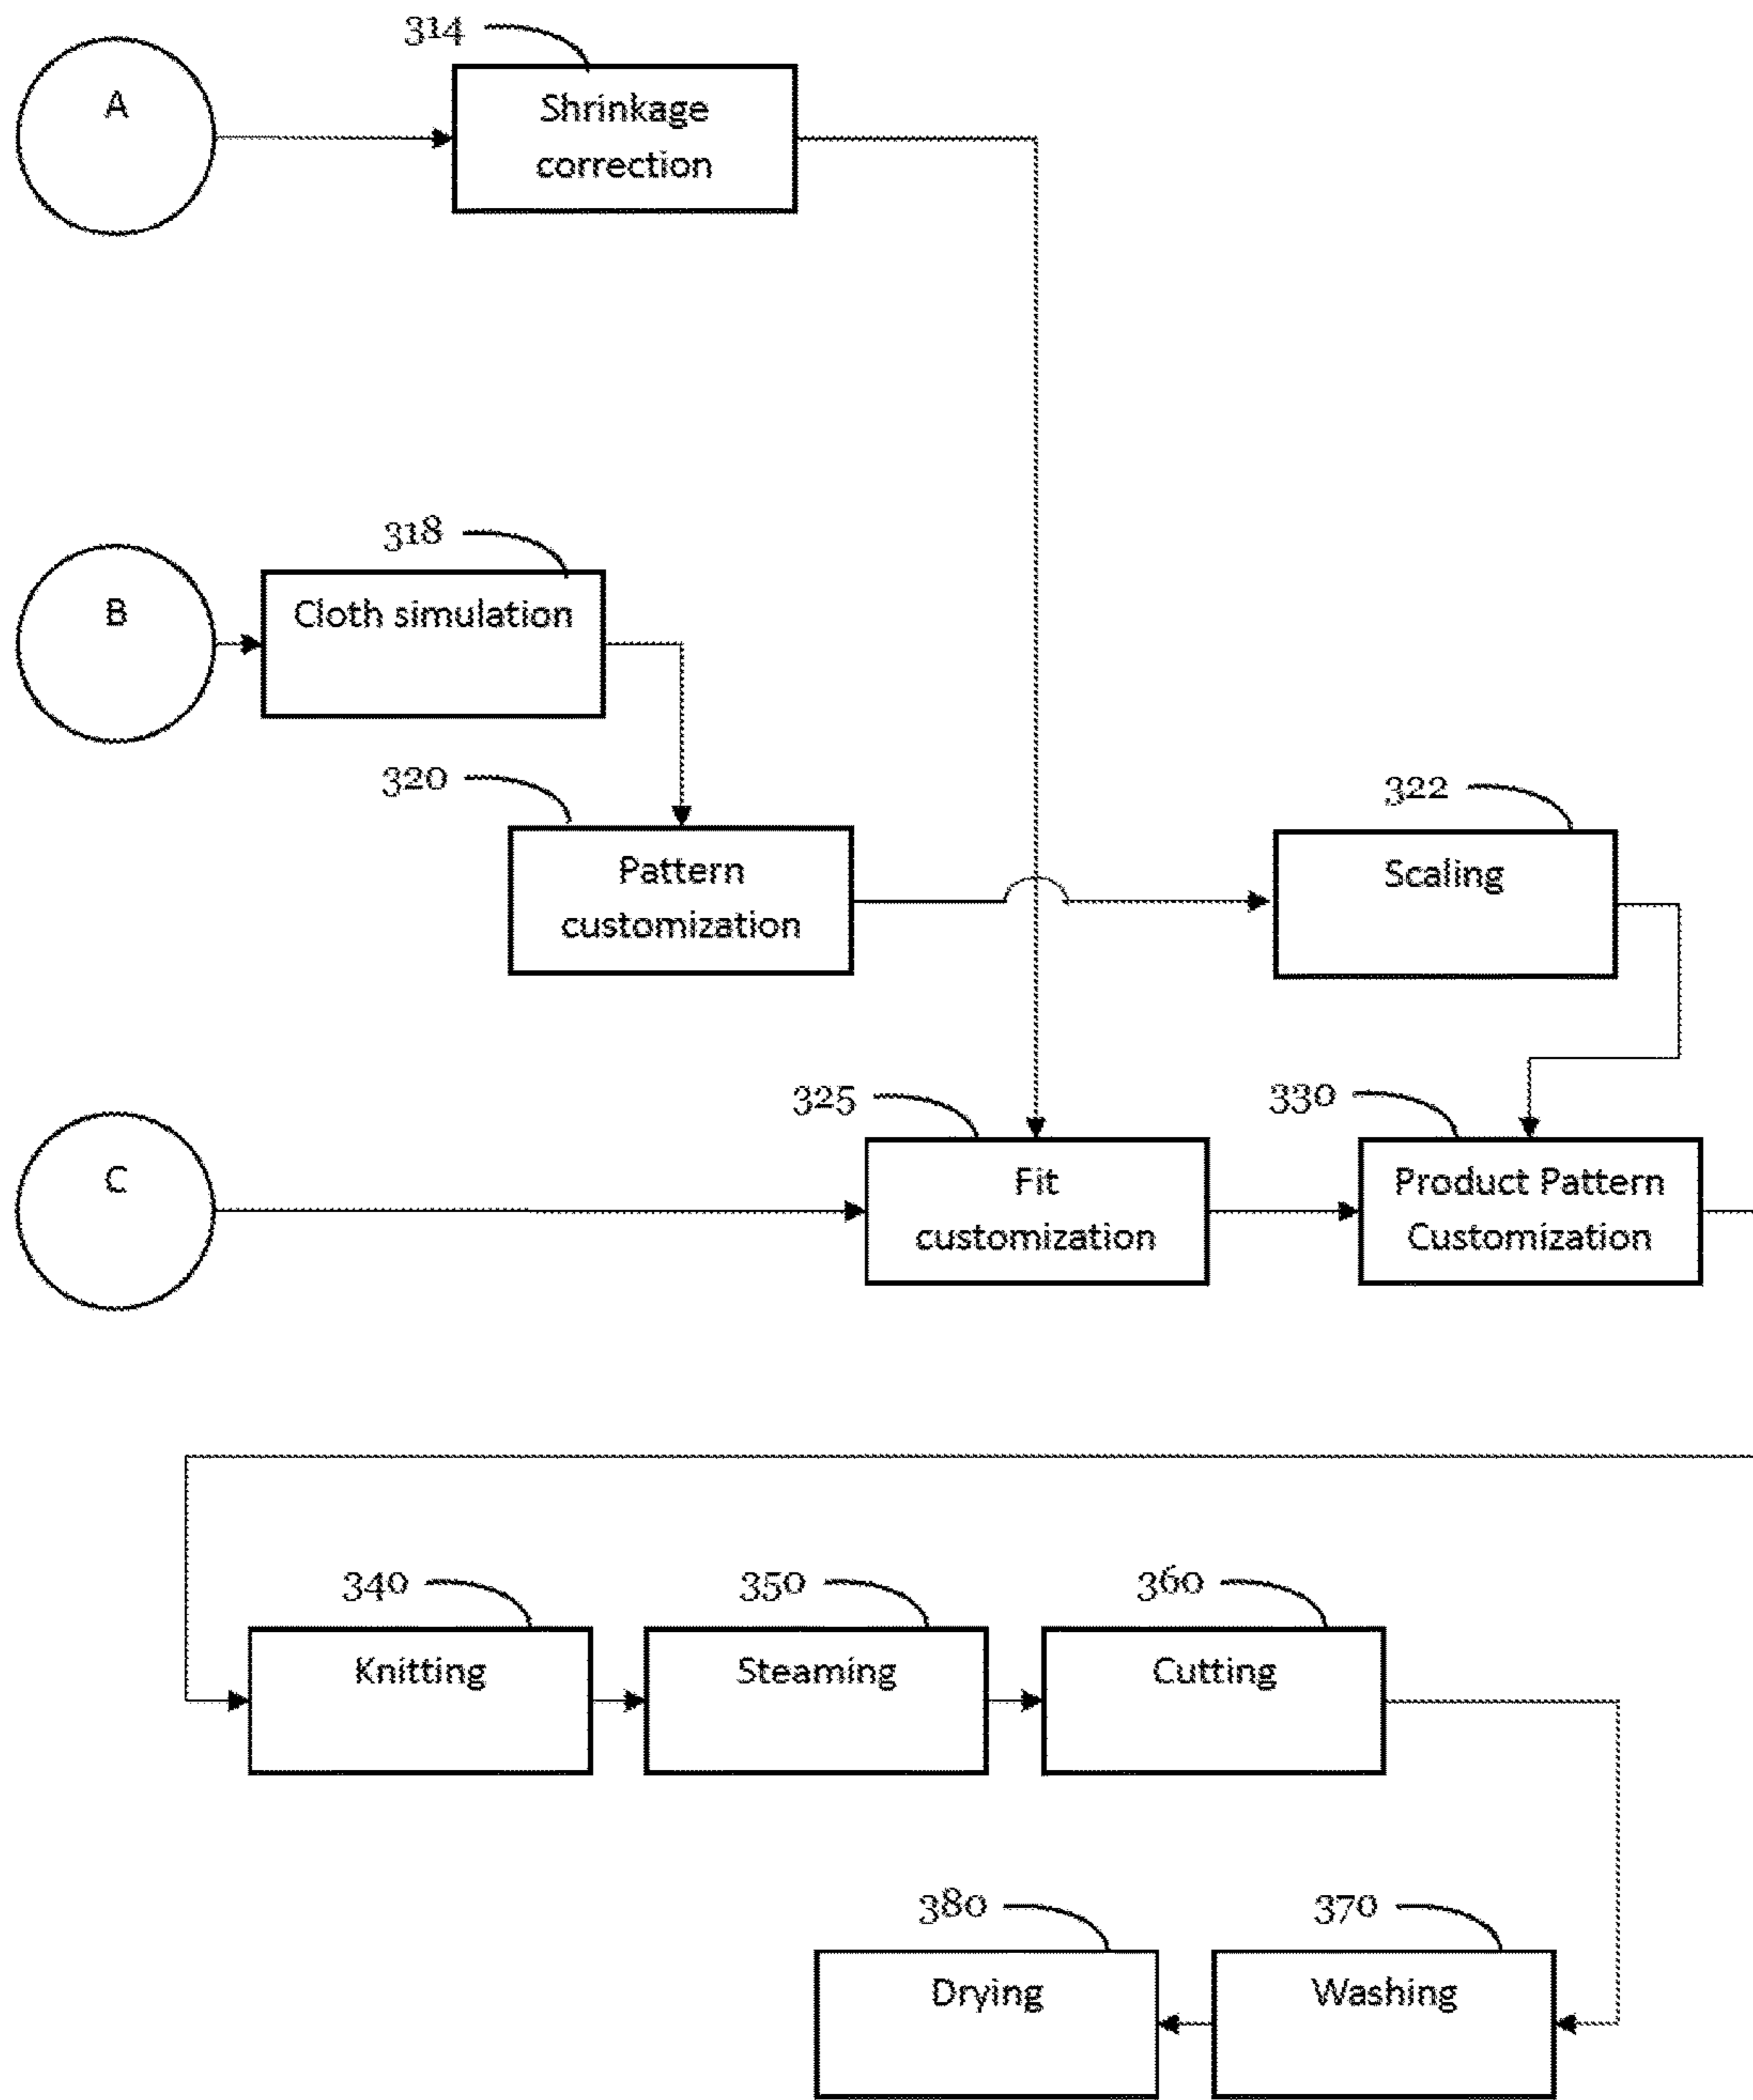 314
A
Shrinkage
correction
318
B
Cloth simulation
320
322
Pattern
customization
Scaling
325
330
C
Fit
customization
Product Pattern
Customization
340
350
360
Knitting
Steaming
Cutting
380
370
Drying
Washing